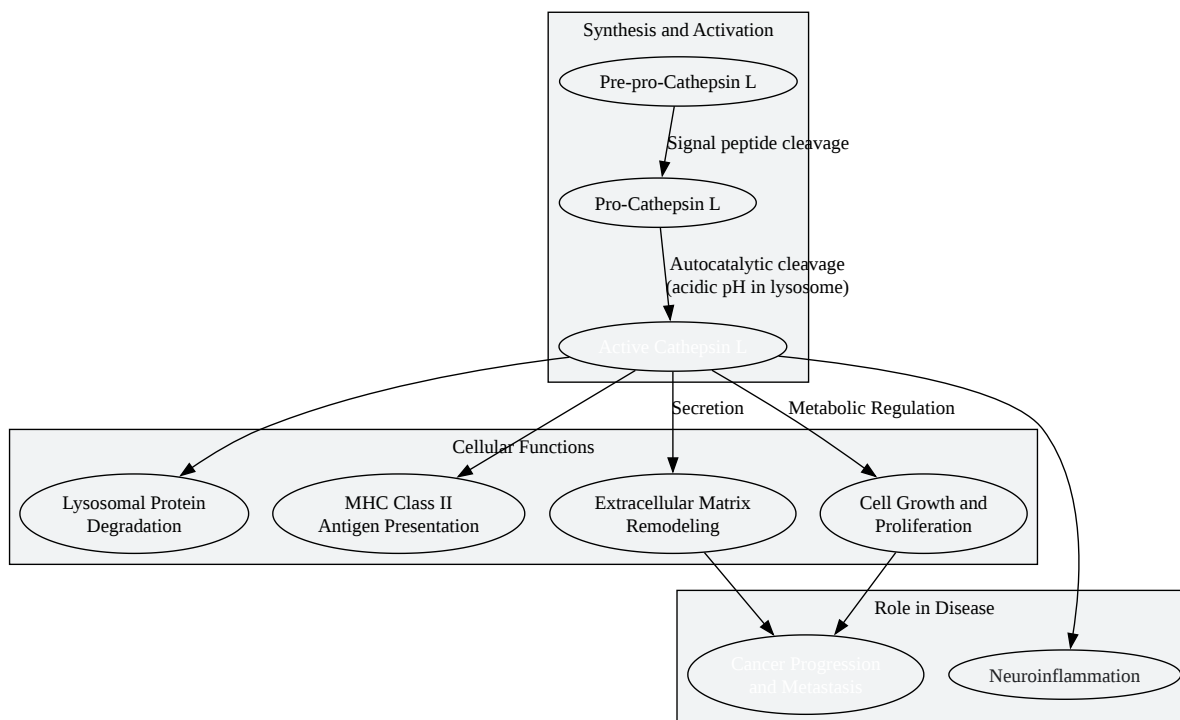 Synthesis and Activation
Pre-pro-Cathepsin L
Signal peptide cleavage
Pro-Cathepsin L
Autocatalytic cleavage
(acidic pH in lysosome)
Active Cathepsin L
Secretion
Metabolic Regulation
Cellular Functions
Lysosomal Protein
Degradation
MHC Class II
Antigen Presentation
Extracellular Matrix
Remodeling
Cell Growth and
Proliferation
Role in Disease
Cancer Progression
and Metastasis
Neuroinflammation